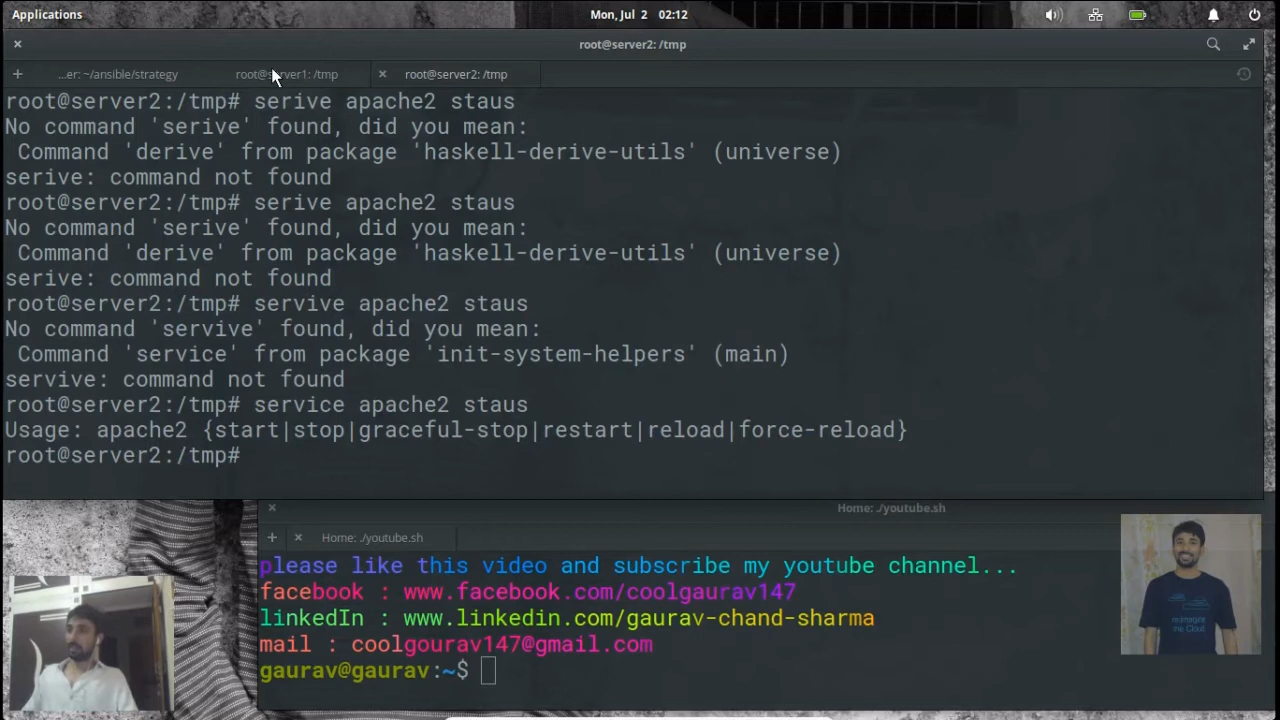 Applications
Mon, Jul 2 02:12
root@server2: /tmp
...er: ~/ansible/strategy
root@server1: /tmp
root@server2: /tmp
root@server2:/tmp# serive apache2 staus
No command 'serive' found, did you mean:
Command 'derive' from package 'haskell-derive-utils' (universe)
serive: command not found
root@server2:/tmp# serive apache2 staus
No command 'serive' found, did you mean:
Command 'derive' from package 'haskell-derive-utils' (universe)
serive: command not found
root@server2:/tmp# servive apache2 staus
No command 'servive' found, did you mean:
Command 'service' from package 'init-system-helpers' (main)
servive: command not found
root@server2:/tmp# service apache2 staus
Usage: apache2 {start|stop|graceful-stop|restart|reload|force-reload}
root@server2:/tmp#
Home: ./youtube.sh
Home: ./youtube.sh
please like this video and subscribe my youtube channel...
facebook : www.facebook.com/coolgaurav147
linkedIn : www.linkedin.com/gaurav-chand-sharma
mail : coolgourav147@gmail.com
gaurav@gaurav:~$
reimagine
the Cloud